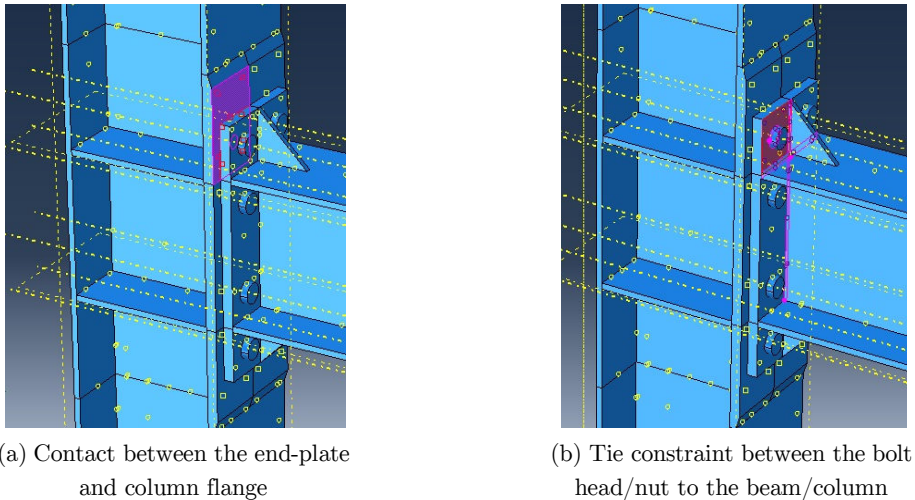 (a) Contact between the end-plate
and column flange
(b) Tie constraint between the bolt
head/nut to the beam/column